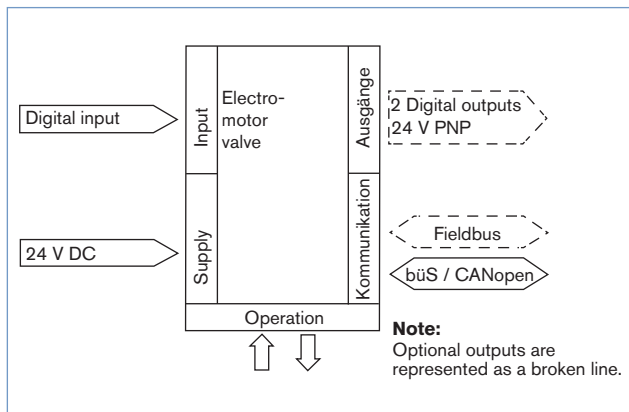 Digital input
24 V DC
Input
Supply
Electro-
motor
valve
Ausgänge
Kommunikation
Operation
2 Digital outputs
24 V PNP
Fieldbus
büS / CANopen
Note:
Optional outputs are
represented as a broken line.